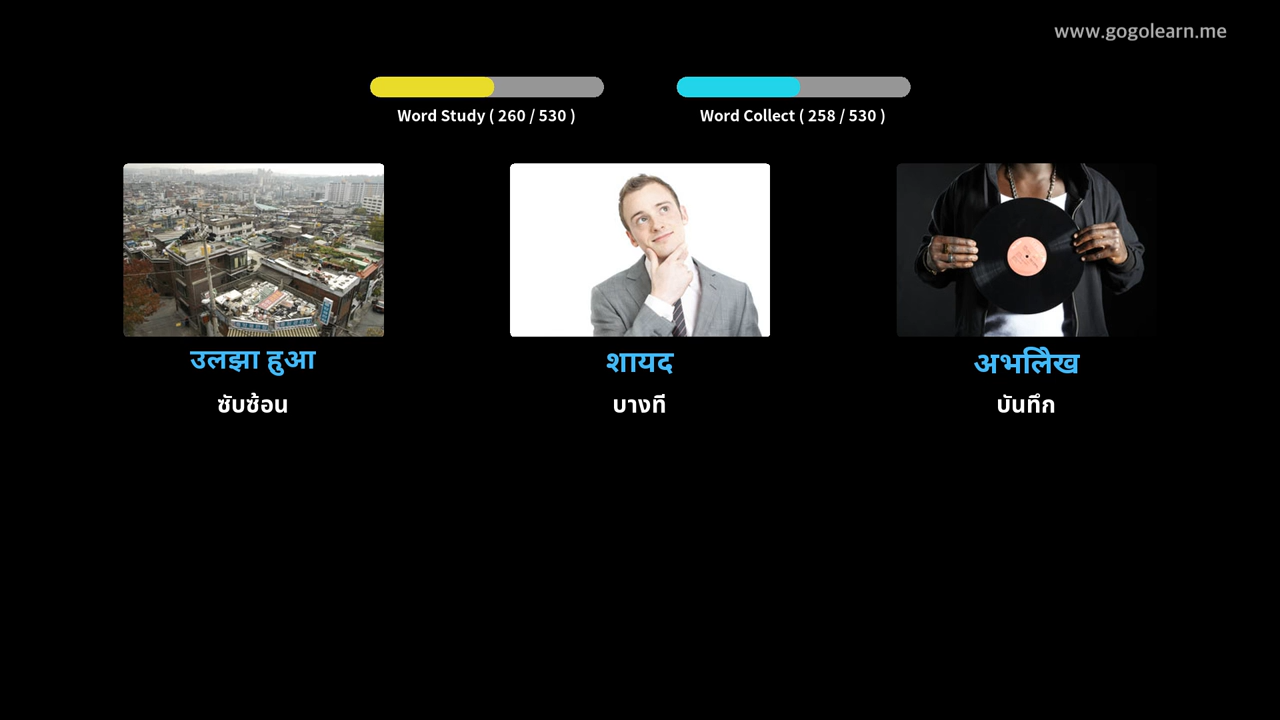 www.gogolearn.me
Word Study ( 260 / 530 )
Word Collect ( 258 / 530 )
उलझा हुआ
शायद
अभलिेख
ซับซ้อน
บางที
บันทึก